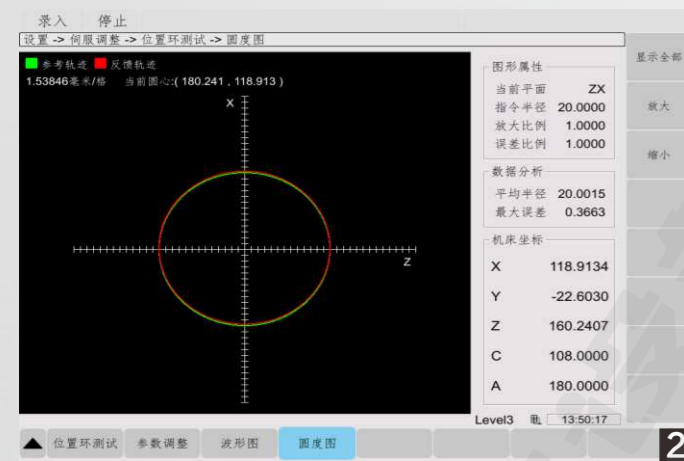 录入 停止
设置 -> 伺服调整 -> 位置环测试 -> 圆度图
参考轨迹 反馈轨迹
1.53846毫米/格 当前圆心:( 180.241 , 118.913 )
X
Z
图形属性
当前平面 ZX
指令半径 20.0000
放大比例 1.0000
误差比例 1.0000
数据分析
平均半径 20.0015
最大误差 0.3663
机床坐标
X 118.9134
Y -22.6030
Z 160.2407
C 108.0000
A 180.0000
Level3 13:50:17
显示全部
放大
缩小
位置环测试 参数调整 波形图 圆度图
2